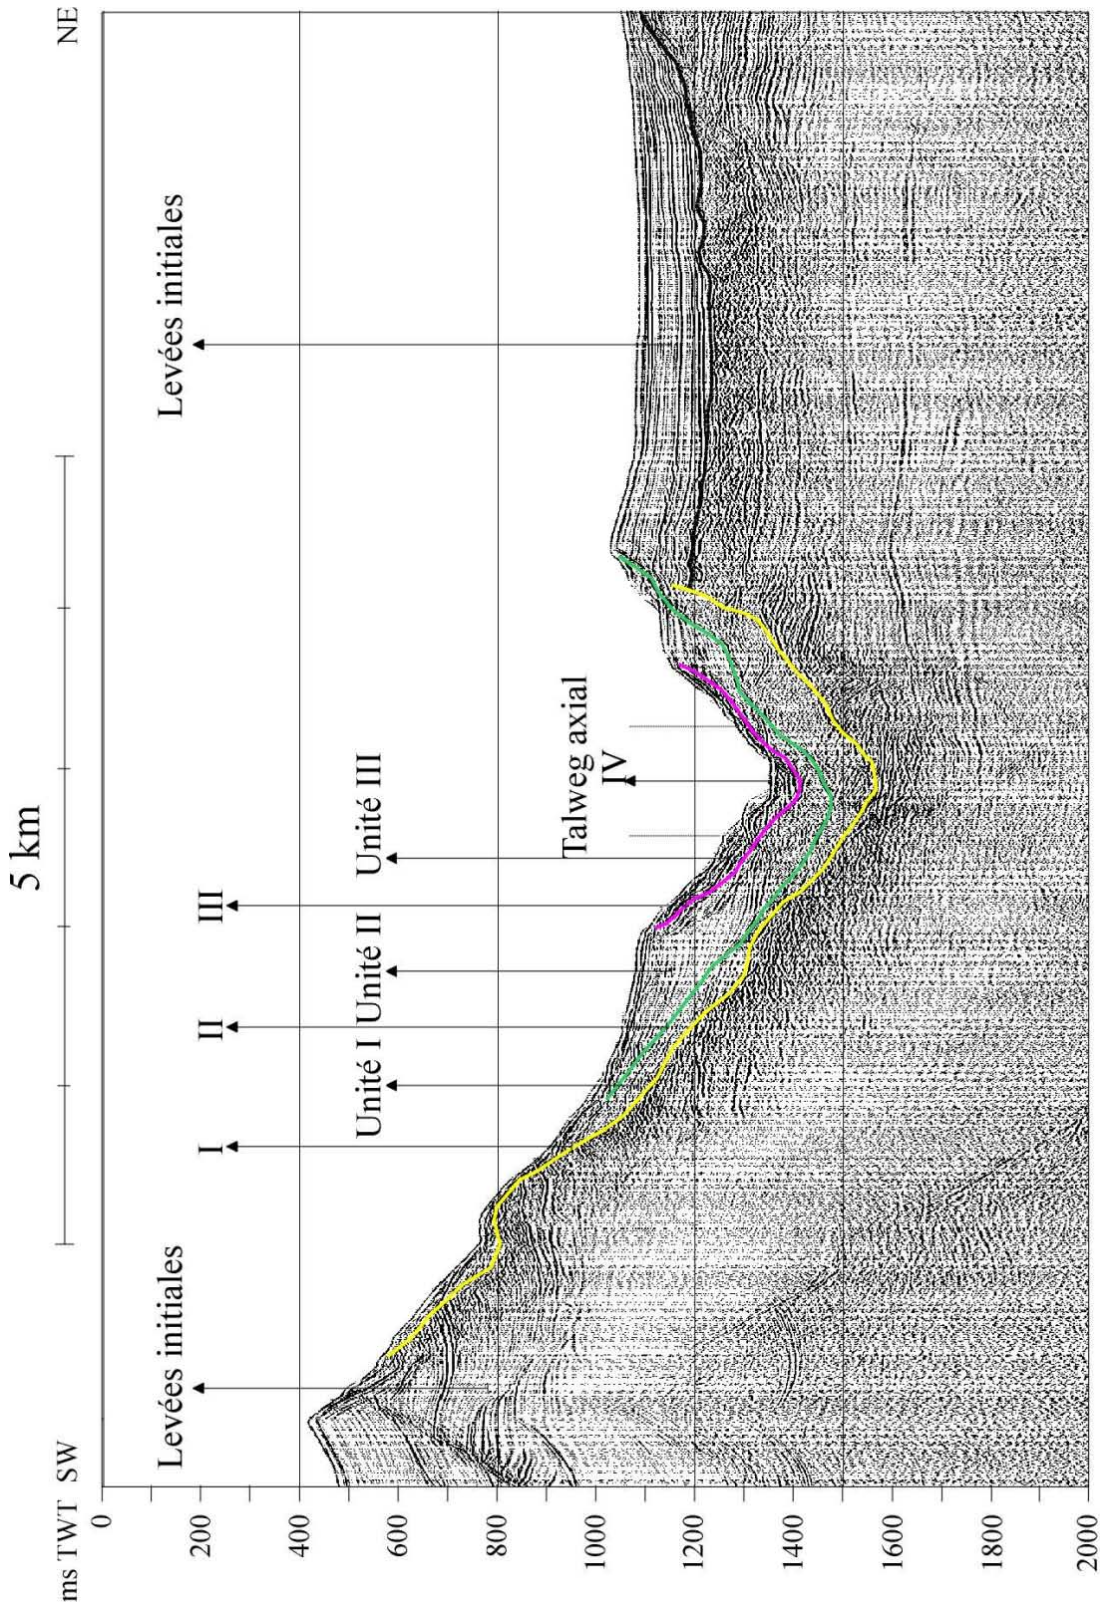 ms TWT
SW
5 km
NE
Levées initiales
Levées initiales
I
II
III
Unité I
Unité II
Unité III
Talweg axial
IV
0
200
400
600
800
1000
1200
1400
1600
1800
2000